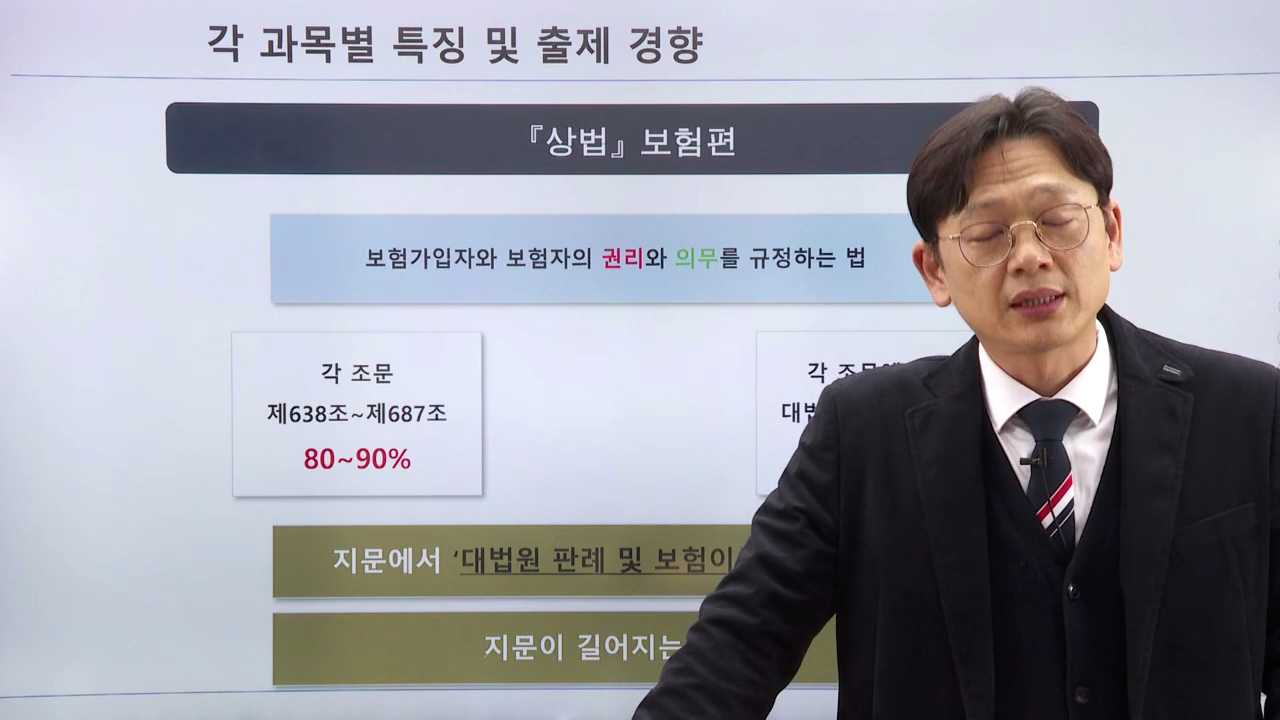 각 과목별 특징 및 출제 경향
『상법』 보험편
보험가입자와 보험자의 권리와 의무를 규정하는 법
각 조문
제638조~제687조
80~90%
각
지문에서 ‘대법원 판례 및
지문이 길어지는